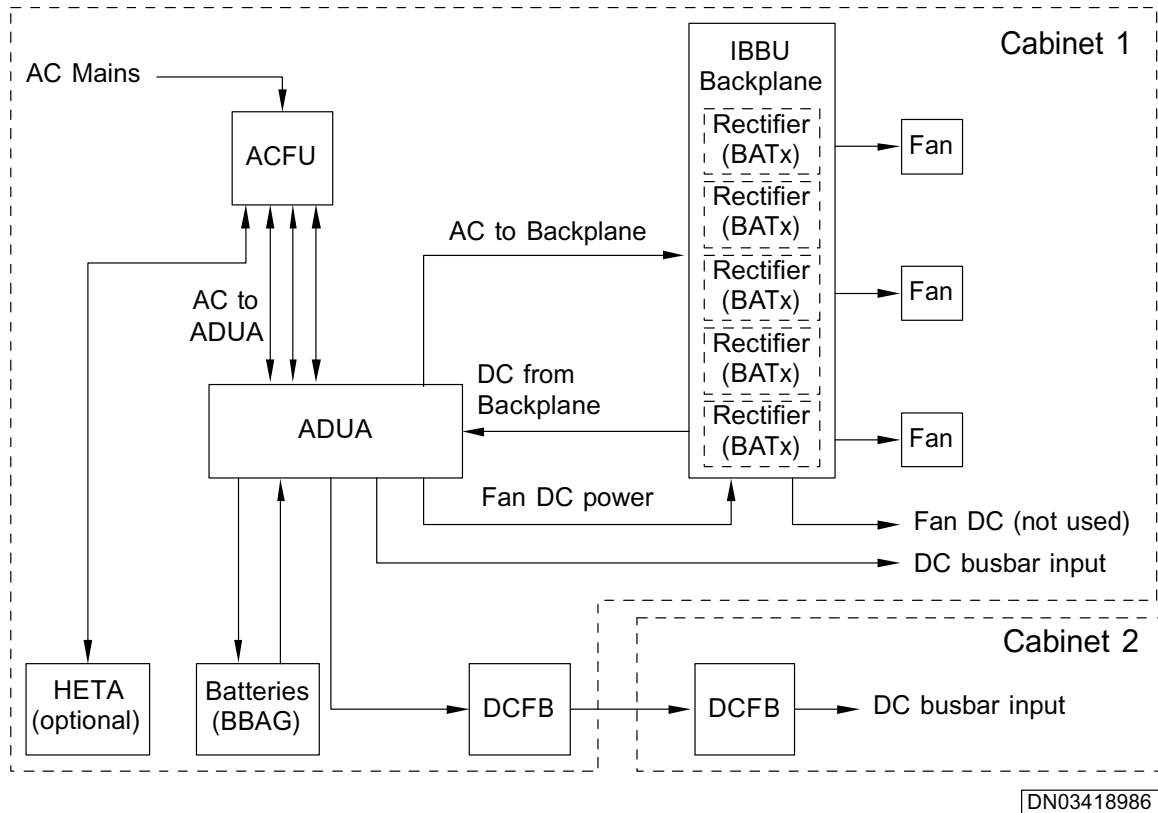 Cabinet 1
AC Mains
ACFU
IBBU
Backplane
Rectifier
(BATx)
Rectifier
(BATx)
Rectifier
(BATx)
Rectifier
(BATx)
Rectifier
(BATx)
Fan
Fan
Fan
AC to Backplane
AC to
ADUA
DC from
Backplane
ADUA
Fan DC power
Fan DC (not used)
DC busbar input
HETA
(optional)
Batteries
(BBAG)
DCFB
Cabinet 2
DCFB
DC busbar input
DN03418986